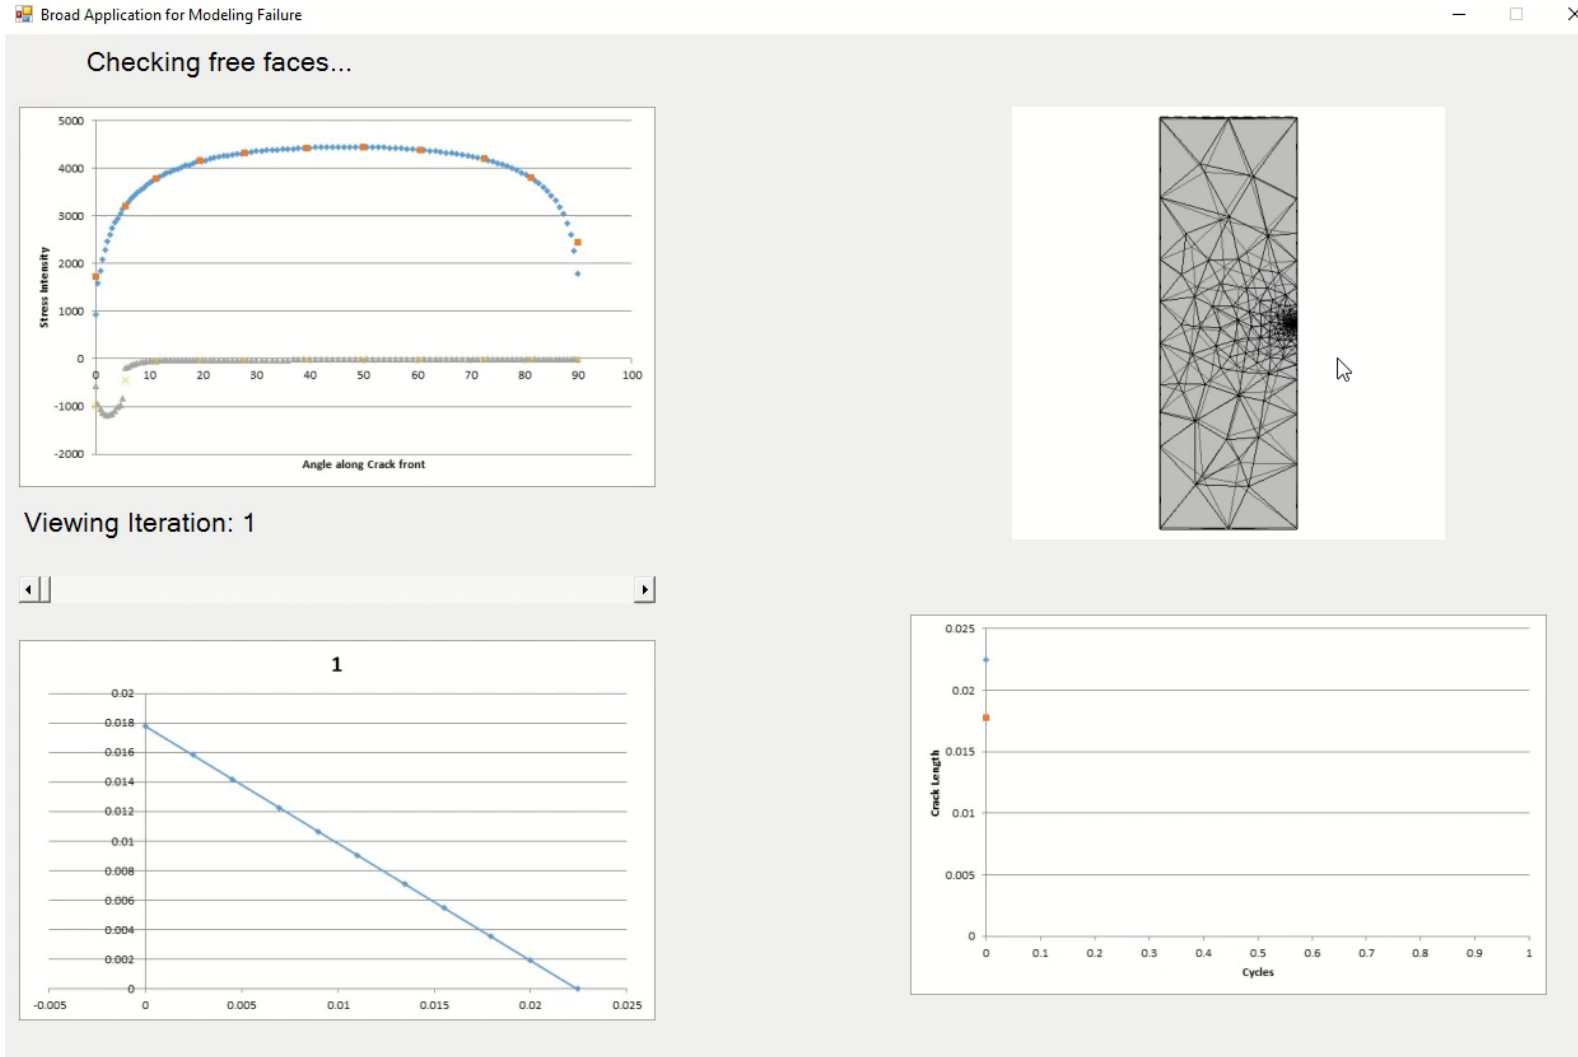 Broad Application for Modeling Failure
Checking free faces...
5000
4000
3000
2000
1000
0
-1000
-2000
Stress Intensity
0 10 20 30 40 50 60 70 80 90 100
Angle along Crack front
Viewing Iteration: 1
1
0.02
0.018
0.016
0.014
0.012
0.01
0.008
0.006
0.004
0.002
0
-0.005 0 0.005 0.01 0.015 0.02 0.025
0.025
0.02
0.015
0.01
0.005
0
Crack Length
0 0.1 0.2 0.3 0.4 0.5 0.6 0.7 0.8 0.9 1
Cycles